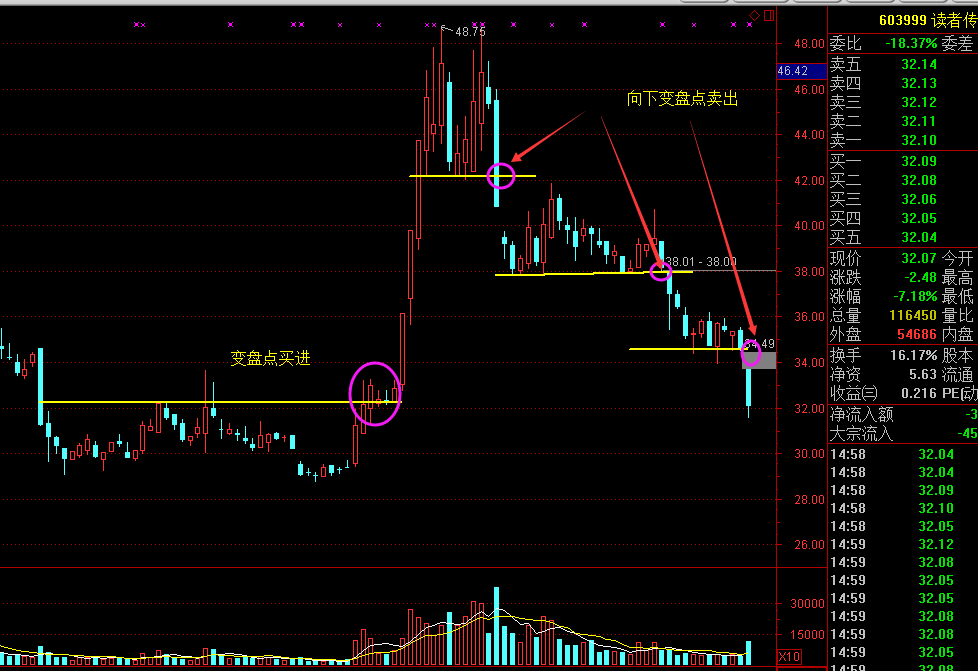 48.75
向下变盘点卖出
38.01 - 38.00
变盘点买进
48.00
46.42
46.00
44.00
42.00
40.00
38.00
36.00
34.00
32.00
30.00
28.00
26.00
30000
15000
X10
603999 读者传
委比 -18.37% 委差
卖五 32.14
卖四 32.13
卖三 32.12
卖二 32.11
卖一 32.10
买一 32.09
买二 32.08
买三 32.06
买四 32.05
买五 32.04
现价 32.07 今开
涨跌 -2.48 最高
涨幅 -7.18% 最低
总量 116450 量比
外盘 54686 内盘
换手 16.17% 股本
净资 5.63 流通
收益㈢ 0.216 PE(动
净流入额 -3
大宗流入 -45
14:58 32.04
14:58 32.04
14:58 32.09
14:58 32.10
14:58 32.05
14:59 32.12
14:59 32.08
14:59 32.05
14:59 32.05
14:59 32.08
14:59 32.08
14:59 32.05
14:59 32.08